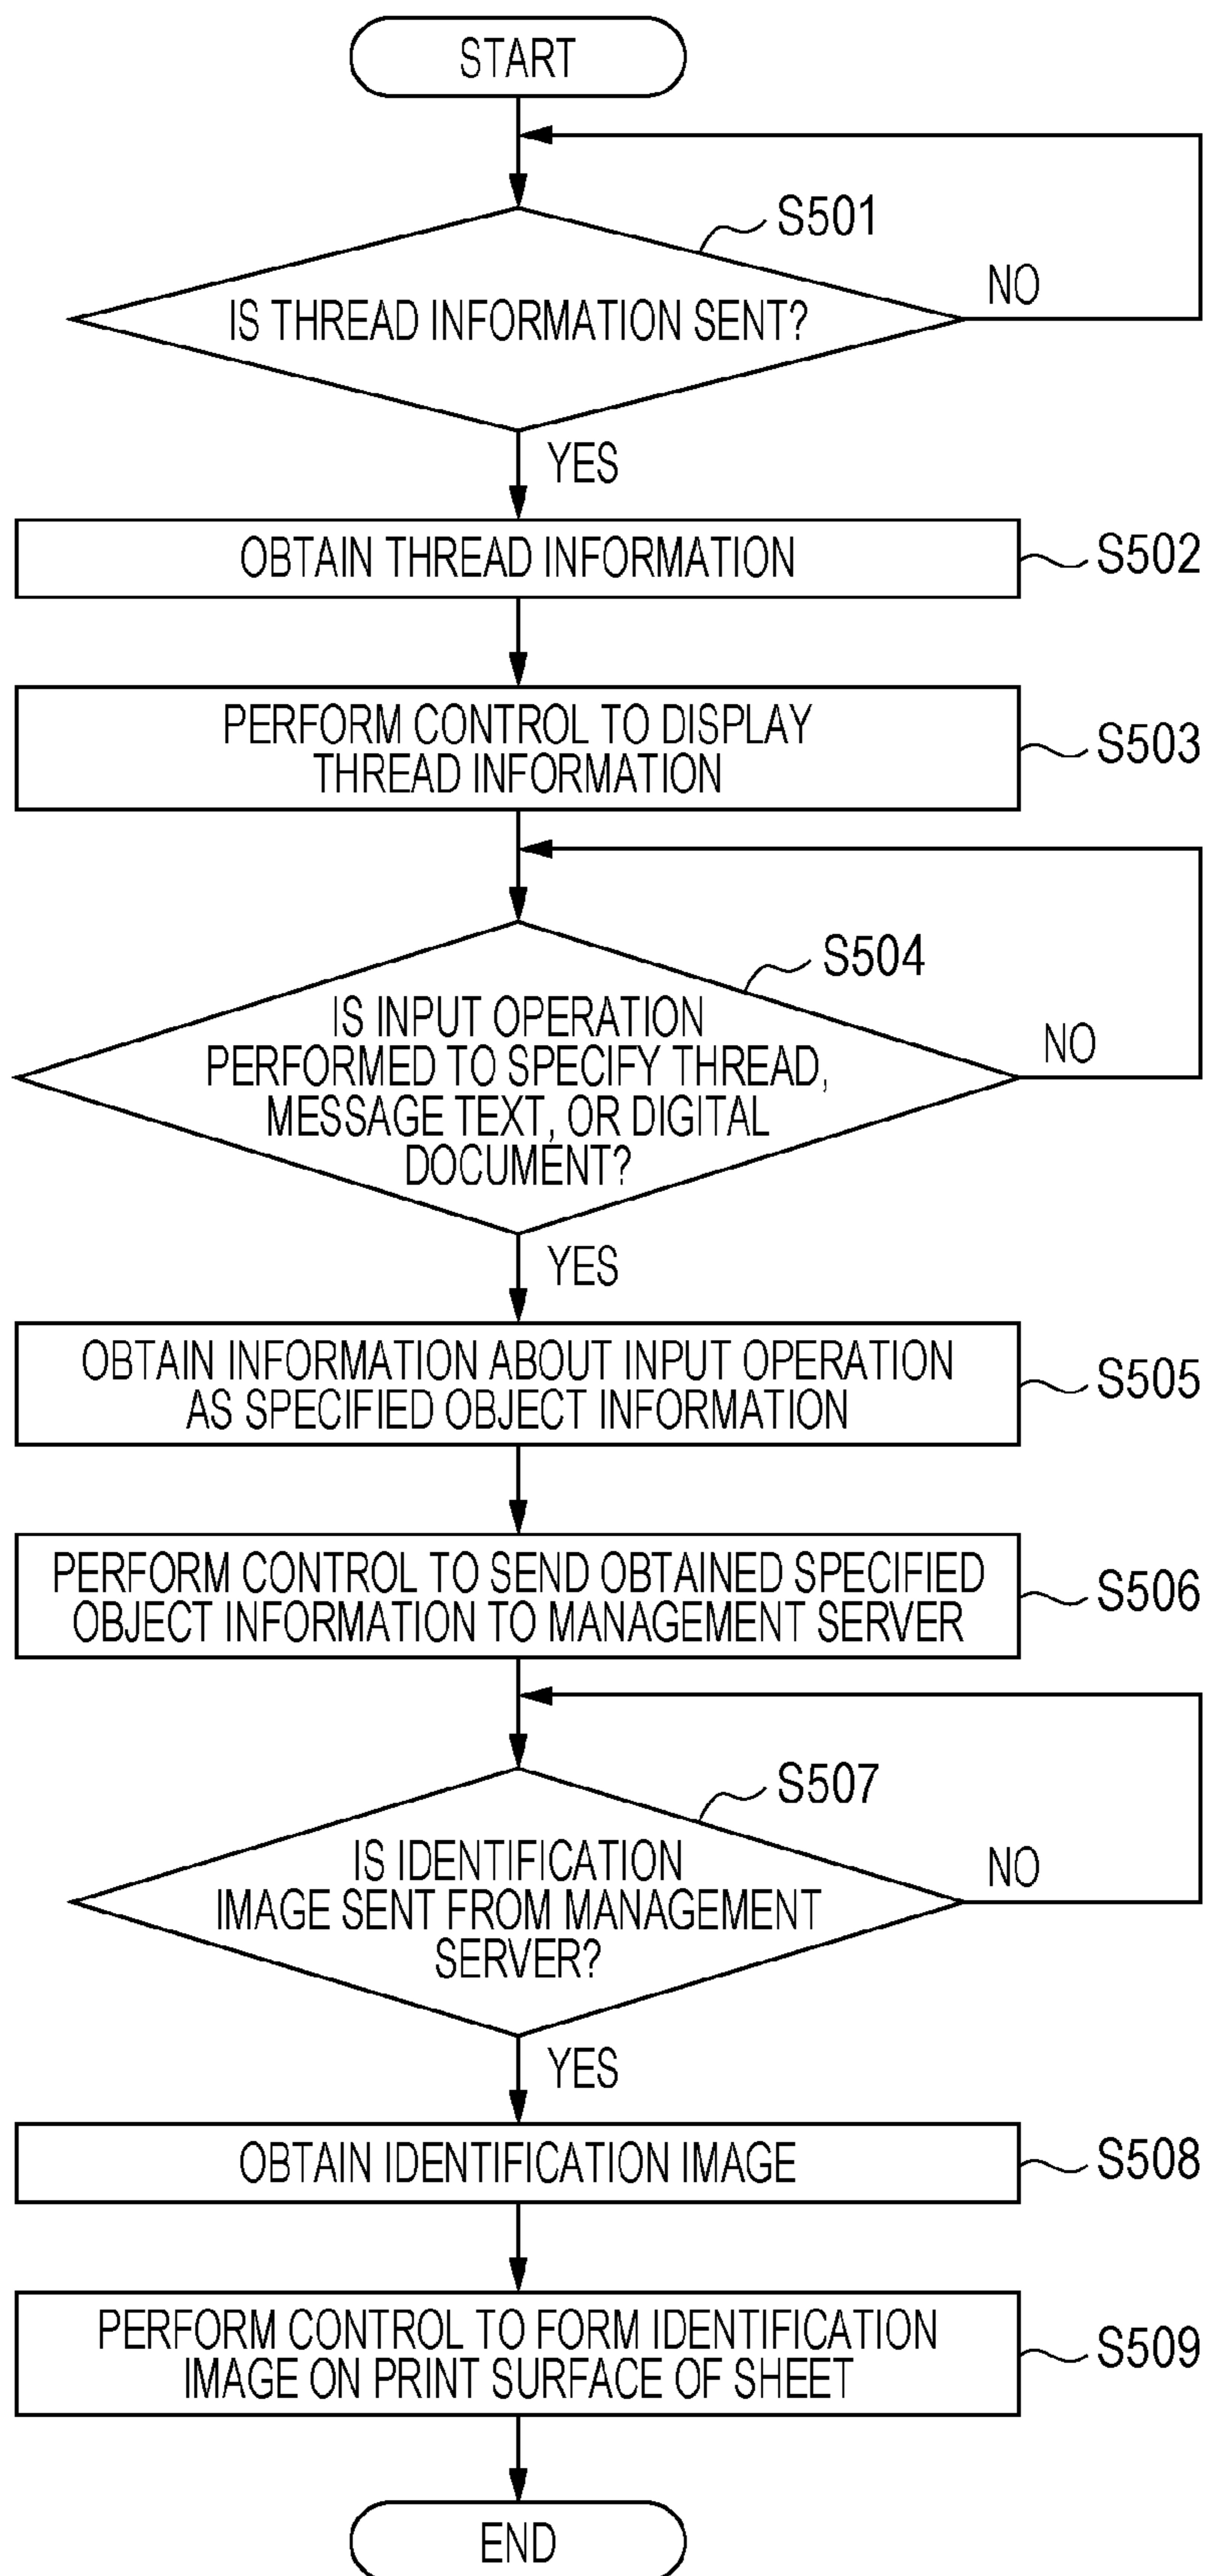 START
S501
IS THREAD INFORMATION SENT?
NO
YES
OBTAIN THREAD INFORMATION
S502
PERFORM CONTROL TO DISPLAY
THREAD INFORMATION
S503
S504
IS INPUT OPERATION
PERFORMED TO SPECIFY THREAD,
MESSAGE TEXT, OR DIGITAL
DOCUMENT?
NO
YES
OBTAIN INFORMATION ABOUT INPUT OPERATION
AS SPECIFIED OBJECT INFORMATION
S505
PERFORM CONTROL TO SEND OBTAINED SPECIFIED
OBJECT INFORMATION TO MANAGEMENT SERVER
S506
S507
IS IDENTIFICATION
IMAGE SENT FROM MANAGEMENT
SERVER?
NO
YES
OBTAIN IDENTIFICATION IMAGE
S508
PERFORM CONTROL TO FORM IDENTIFICATION
IMAGE ON PRINT SURFACE OF SHEET
S509
END